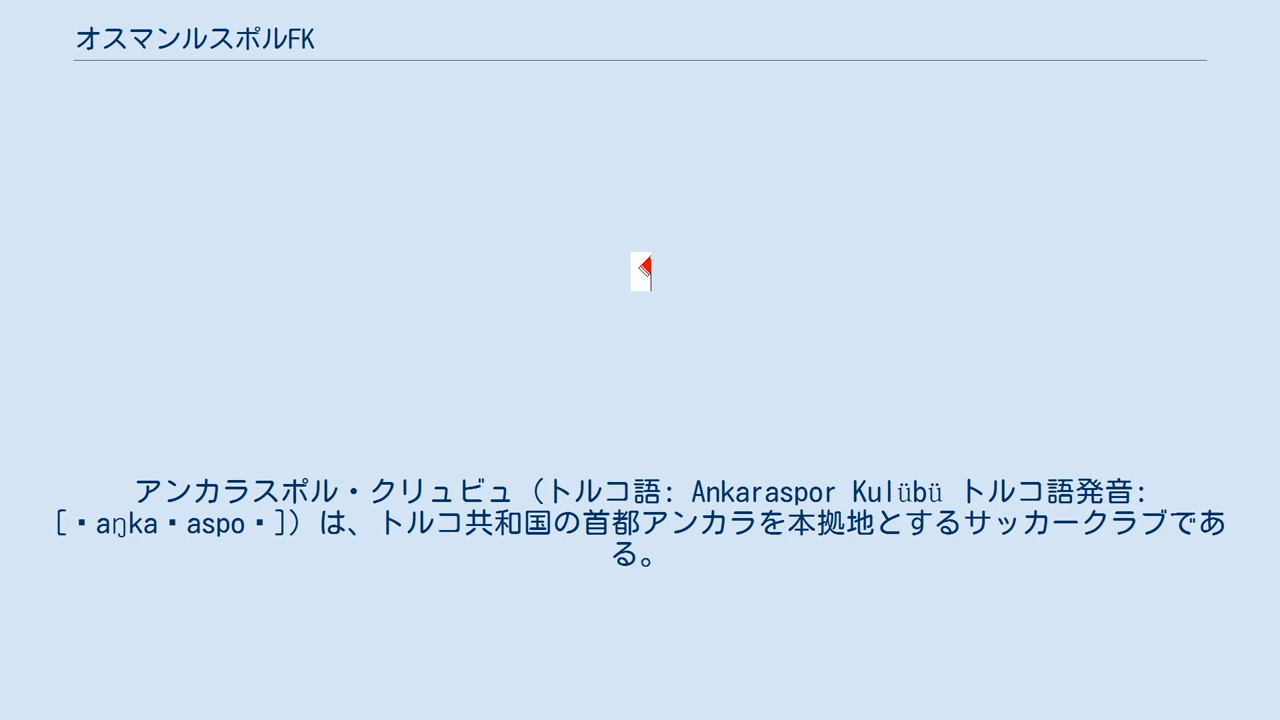 オスマンルスポルFK
アンカラスポル・クリュビュ（トルコ語: Ankaraspor Kulübü トルコ語発音:
[▪aŋka▪aspo▪]）は、トルコ共和国の首都アンカラを本拠地とするサッカークラブであ
る。